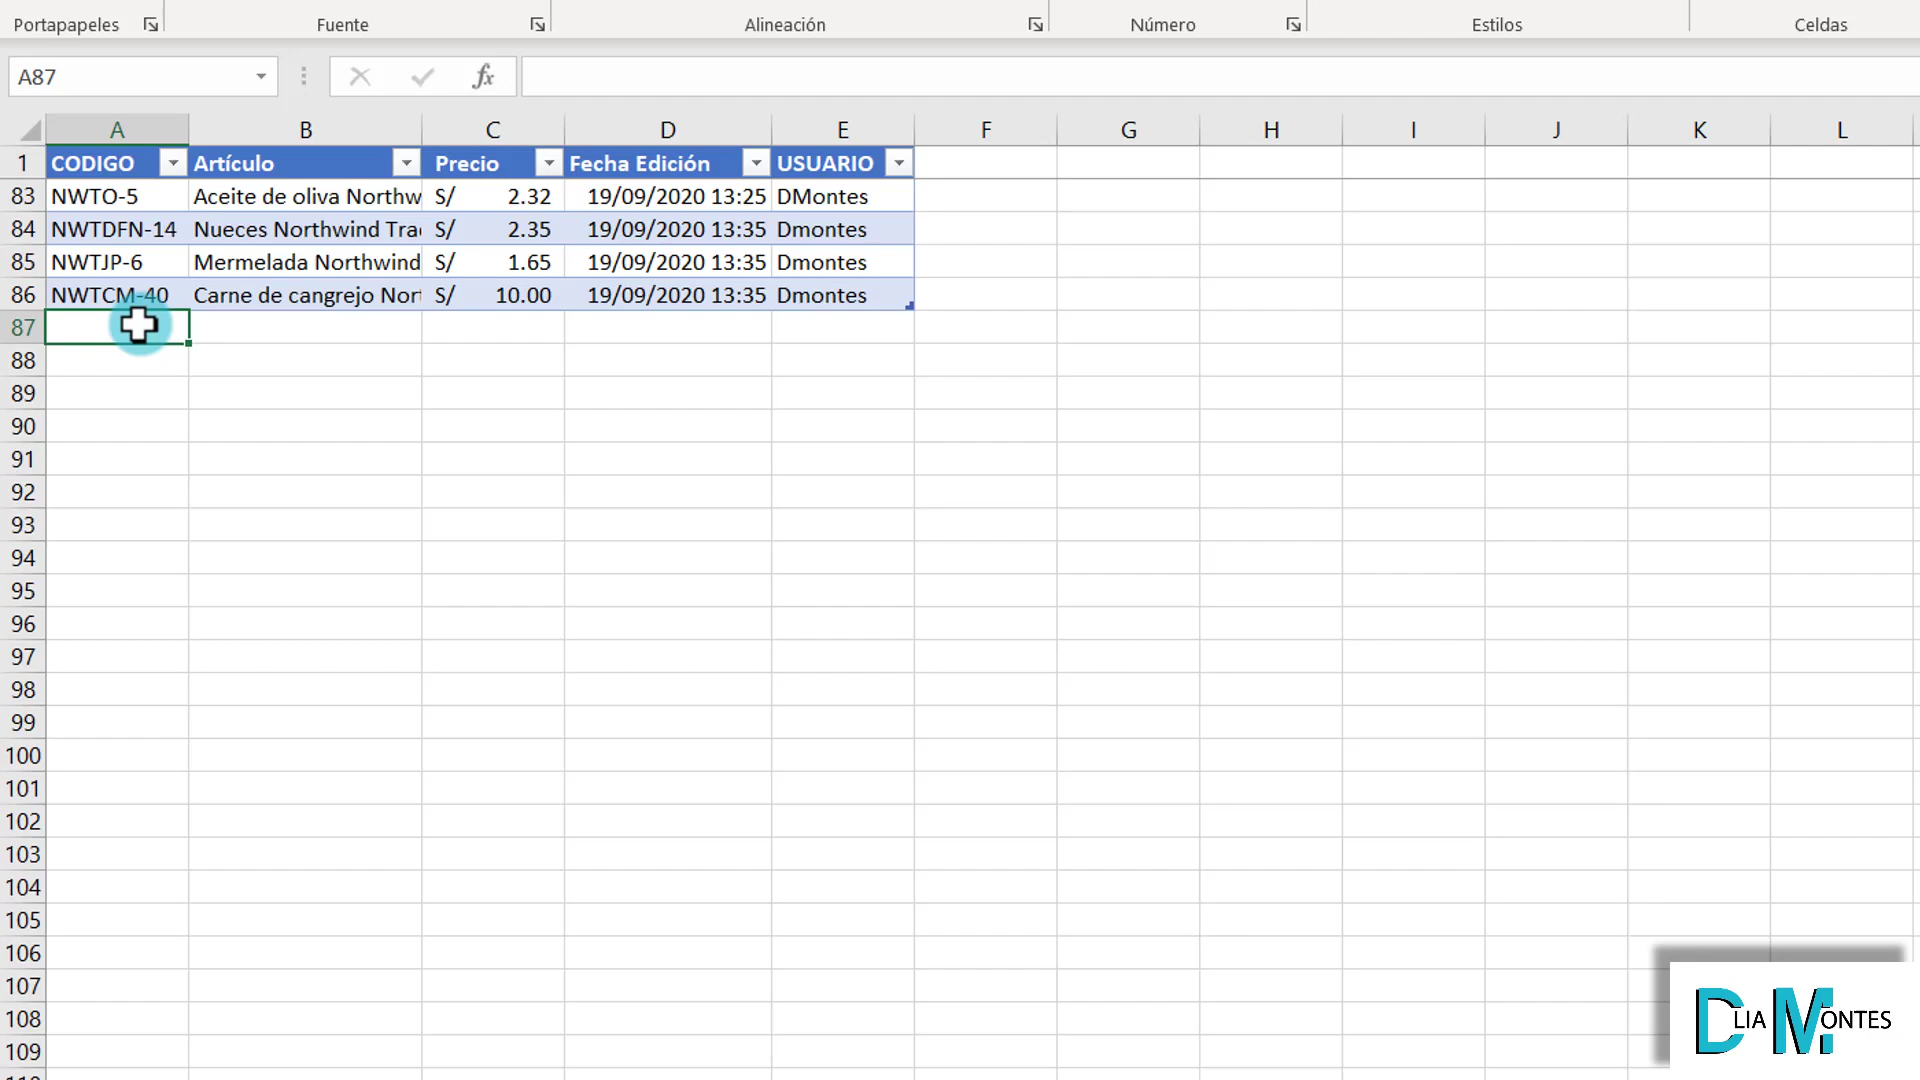 Portapapeles Fuente Alineación Número Estilos Celdas
A87 fx
A B C D E F G H I J K L
1 CODIGO Artículo Precio Fecha Edición USUARIO
83 NWTO-5 Aceite de oliva Northw S/ 2.32 19/09/2020 13:25 DMontes
84 NWTDFN-14 Nueces Northwind Tra S/ 2.35 19/09/2020 13:35 Dmontes
85 NWTJP-6 Mermelada Northwind S/ 1.65 19/09/2020 13:35 Dmontes
86 NWTCM-40 Carne de cangrejo Nor S/ 10.00 19/09/2020 13:35 Dmontes
87
88
89
90
91
92
93
94
95
96
97
98
99
100
101
102
103
104
105
106
107
108
109
DLIA MONTES